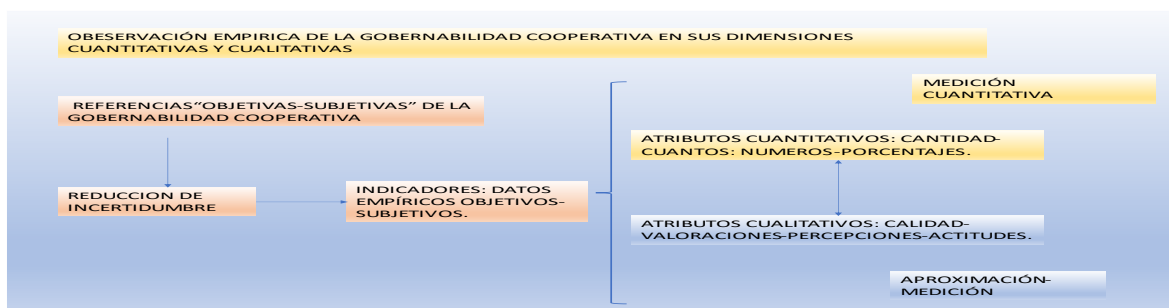 OBESERVACIÓN EMPIRICA DE LA GOBERNABILIDAD COOPERATIVA EN SUS DIMENSIONES
CUANTITATIVAS Y CUALITATIVAS
MEDICIÓN
CUANTITATIVA
REFERENCIAS“OBJETIVAS-SUBJETIVAS” DE LA
GOBERNABILIDAD COOPERATIVA
ATRIBUTOS CUANTITATIVOS: CANTIDAD-
CUANTOS: NUMEROS-PORCENTAJES.
REDUCCION DE
INCERTIDUMBRE
INDICADORES: DATOS
EMPÍRICOS OBJETIVOS-
SUBJETIVOS.
ATRIBUTOS CUALITATIVOS: CALIDAD-
VALORACIONES-PERCEPCIONES-ACTITUDES.
APROXIMACIÓN-
MEDICIÓN